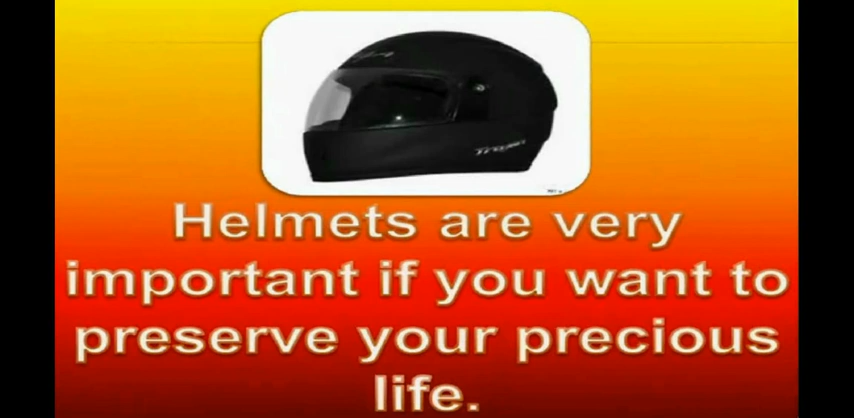 Helmets are very
important if you want to
preserve your precious
life.